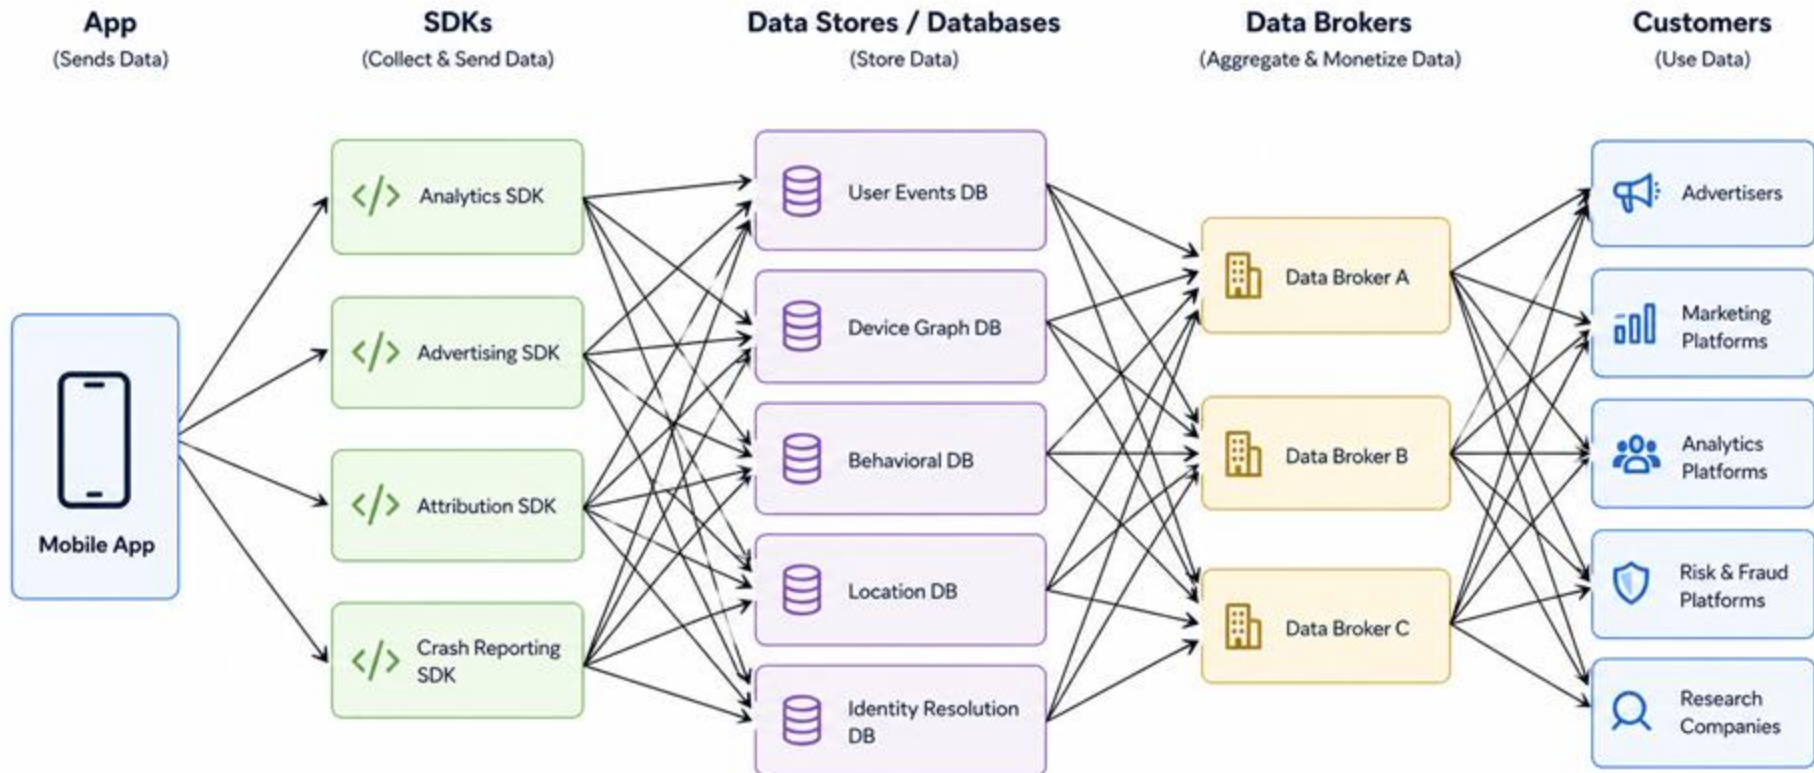 App
(Sends Data)
SDKs
(Collect & Send Data)
Data Stores / Databases
(Store Data)
Data Brokers
(Aggregate & Monetize Data)
Customers
(Use Data)
Mobile App
</> Analytics SDK
</> Advertising SDK
</> Attribution SDK
</> Crash Reporting
SDK
User Events DB
Device Graph DB
Behavioral DB
Location DB
Identity Resolution
DB
Data Broker A
Data Broker B
Data Broker C
Advertisers
Marketing
Platforms
Analytics
Platforms
Risk & Fraud
Platforms
Research
Companies